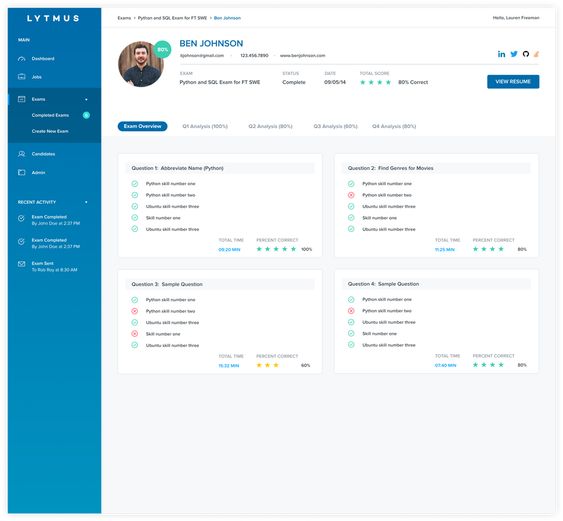 LYTMUS
Exams › Python and SQL Exam for FT SWE › Ben Johnson
Hello, Lauren Freeman
MAIN
Dashboard
Jobs
Exams
Completed Exams
Create New Exam
Candidates
Admin
RECENT ACTIVITY
Exam Completed
By John Doe at 2:37 PM
Exam Completed
By John Doe at 2:37 PM
Exam Sent
To Rob Roy at 8:30 AM
80%
BEN JOHNSON
bjohnson@gmail.com - 123.456.7890 - www.benjohnson.com
EXAM STATUS DATE TOTAL SCORE
Python and SQL Exam for FT SWE Complete 09/05/14 80% Correct
VIEW RESUME
Exam Overview Q1 Analysis (100%) Q2 Analysis (80%) Q3 Analysis (60%) Q4 Analysis (80%)
Question 1: Abbreviate Name (Python)
Python skill number one
Python skill number two
Ubuntu skill number three
Skill number one
Ubuntu skill number three
TOTAL TIME PERCENT CORRECT
09:20 MIN 100%
Question 2: Find Genres for Movies
Python skill number one
Python skill number two
Ubuntu skill number three
Skill number one
Ubuntu skill number three
TOTAL TIME PERCENT CORRECT
11:25 MIN 80%
Question 3: Sample Question
Python skill number one
Python skill number two
Ubuntu skill number three
Skill number one
Ubuntu skill number three
TOTAL TIME PERCENT CORRECT
15:32 MIN 60%
Question 4: Sample Question
Python skill number one
Python skill number two
Ubuntu skill number three
Skill number one
Ubuntu skill number three
TOTAL TIME PERCENT CORRECT
07:40 MIN 80%